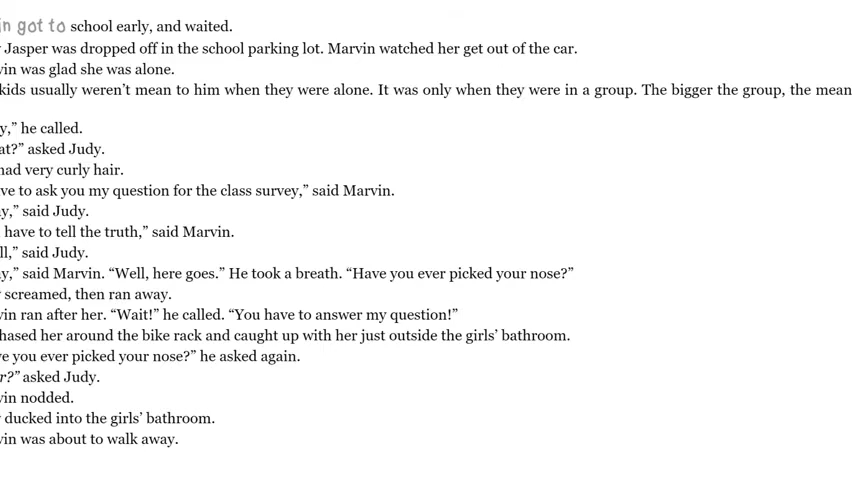 in got to school early, and waited.
Jasper was dropped off in the school parking lot. Marvin watched her get out of the car.
vin was glad she was alone.
kids usually weren’t mean to him when they were alone. It was only when they were in a group. The bigger the group, the mean
y,” he called.
at?” asked Judy.
had very curly hair.
ve to ask you my question for the class survey,” said Marvin.
y,” said Judy.
have to tell the truth,” said Marvin.
ll,” said Judy.
y,” said Marvin. “Well, here goes.” He took a breath. “Have you ever picked your nose?”
screamed, then ran away.
vin ran after her. “Wait!” he called. “You have to answer my question!”
hased her around the bike rack and caught up with her just outside the girls’ bathroom.
ve you ever picked your nose?” he asked again.
r?” asked Judy.
vin nodded.
ducked into the girls’ bathroom.
vin was about to walk away.